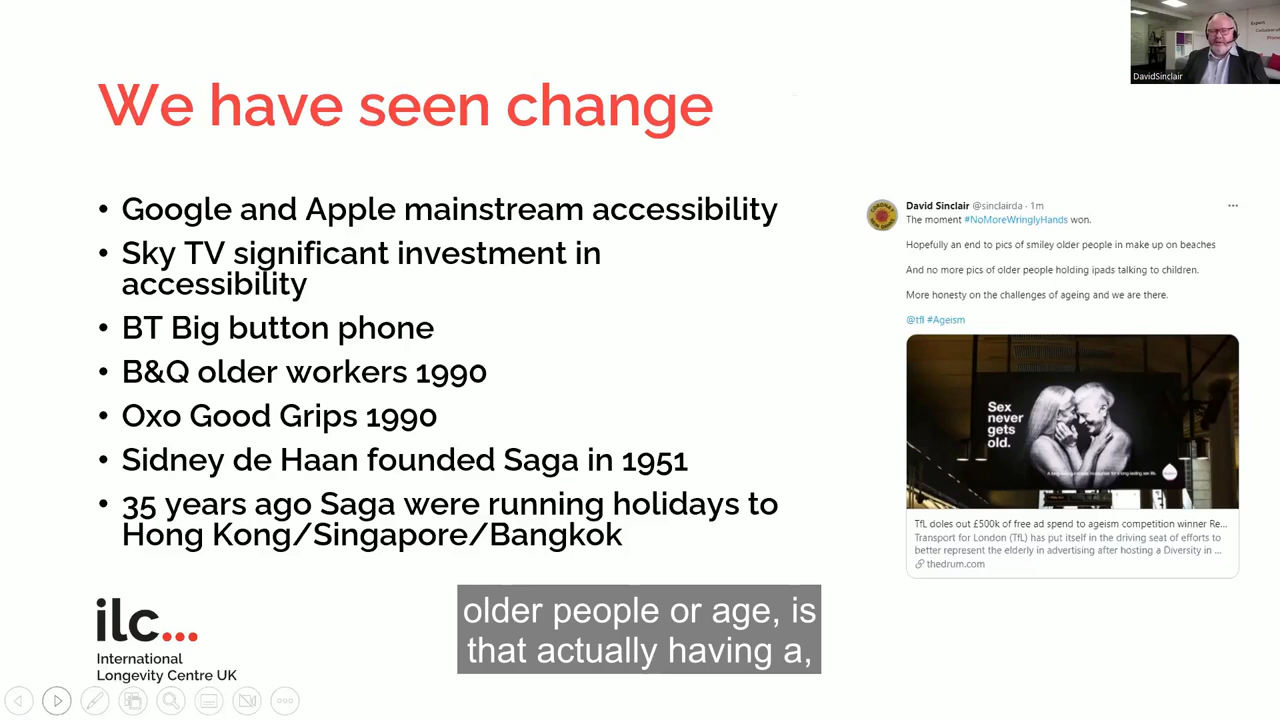 Expert
DavidSinclair
We have seen change
• Google and Apple mainstream accessibility
• Sky TV significant investment in
accessibility
• BT Big button phone
• B&Q older workers 1990
• Oxo Good Grips 1990
• Sidney de Haan founded Saga in 1951
• 35 years ago Saga were running holidays to
Hong Kong/Singapore/Bangkok
David Sinclair @sinclairda · 1m
The moment #NoMoreWringlyHands won.
Hopefully an end to pics of smiley older people in make up on beaches
And no more pics of older people holding ipads talking to children.
More honesty on the challenges of ageing and we are there.
@tfl #Ageism
Sex
never
gets
old.
TfL doles out £500k of free ad spend to ageism competition winner Re...
Transport for London (TfL) has put itself in the driving seat of efforts to
better represent the elderly in advertising after hosting a Diversity in ...
thedrum.com
ilc...
International
Longevity Centre UK
older people or age, is
that actually having a,